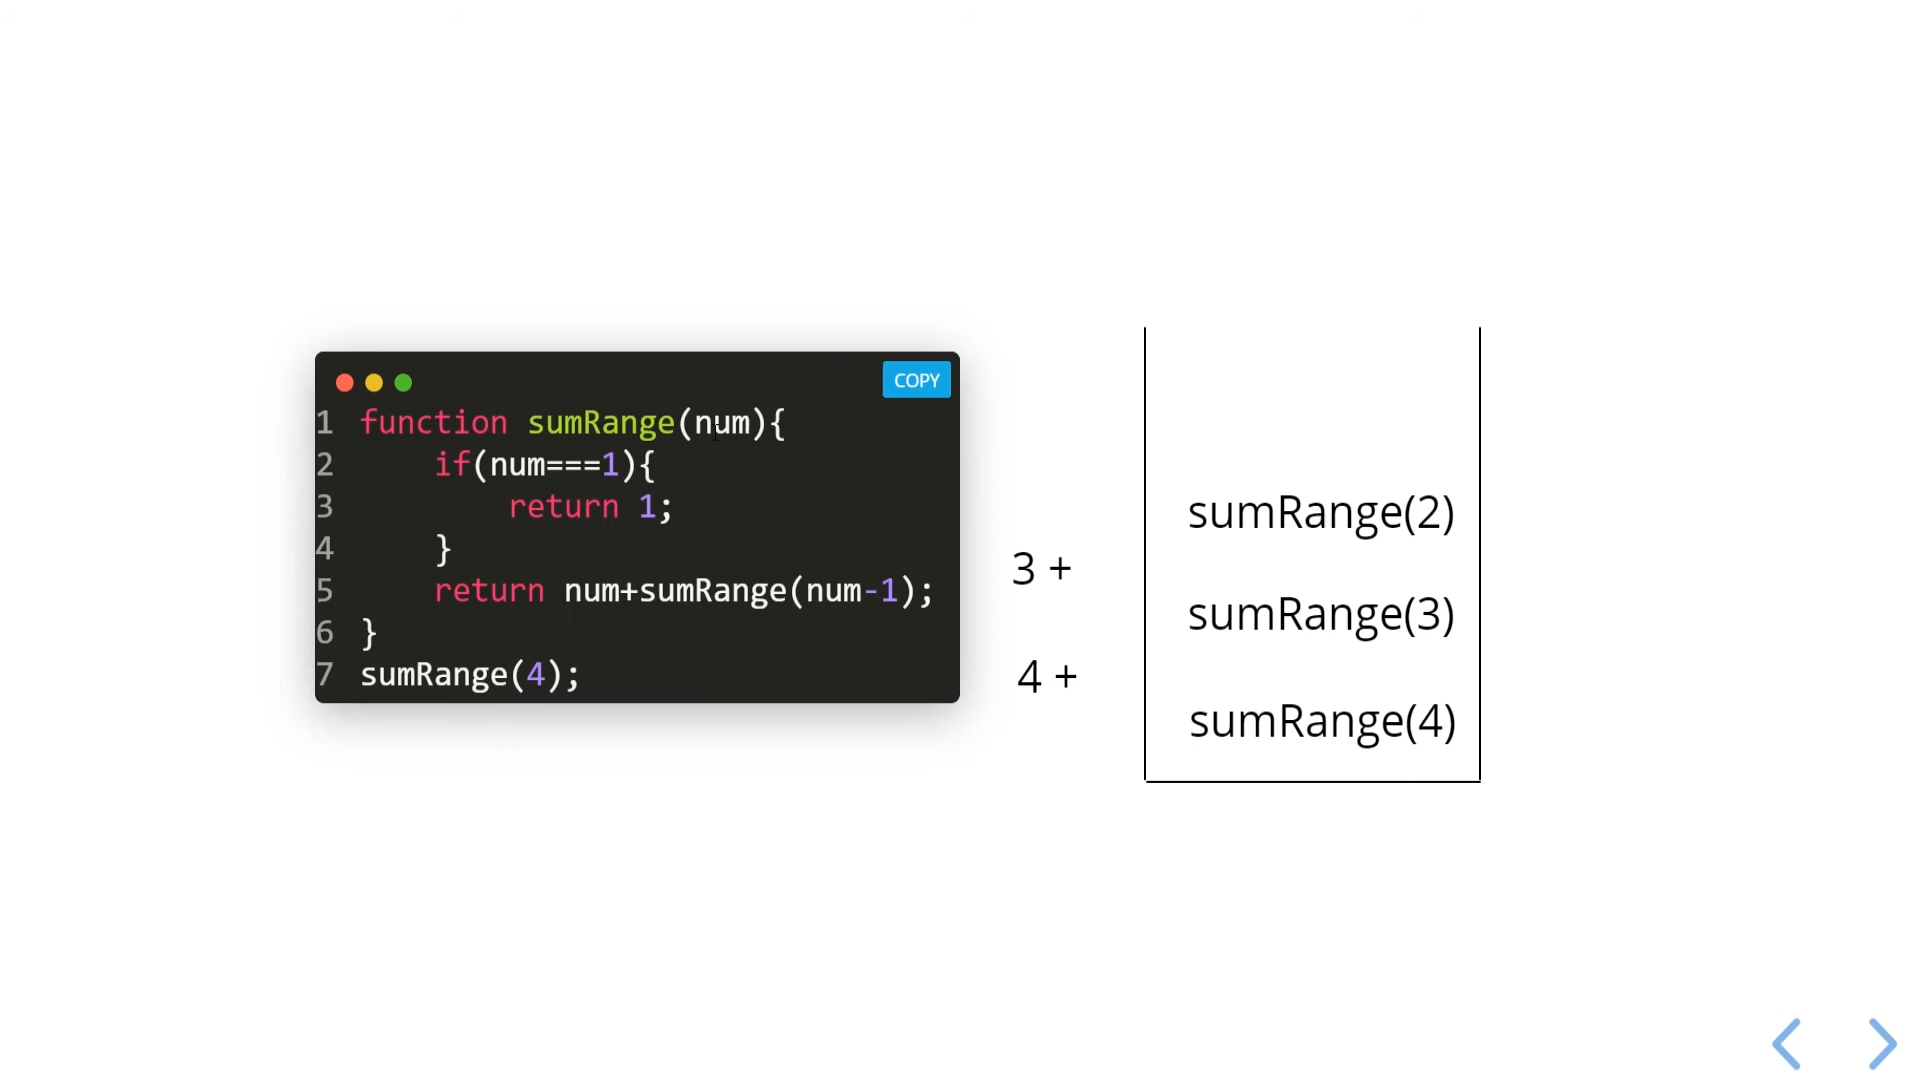 COPY
1 function sumRange(num){
2     if(num===1){
3         return 1;
4     }
5     return num+sumRange(num-1);
6 }
7 sumRange(4);
3 +
4 +
sumRange(2)
sumRange(3)
sumRange(4)